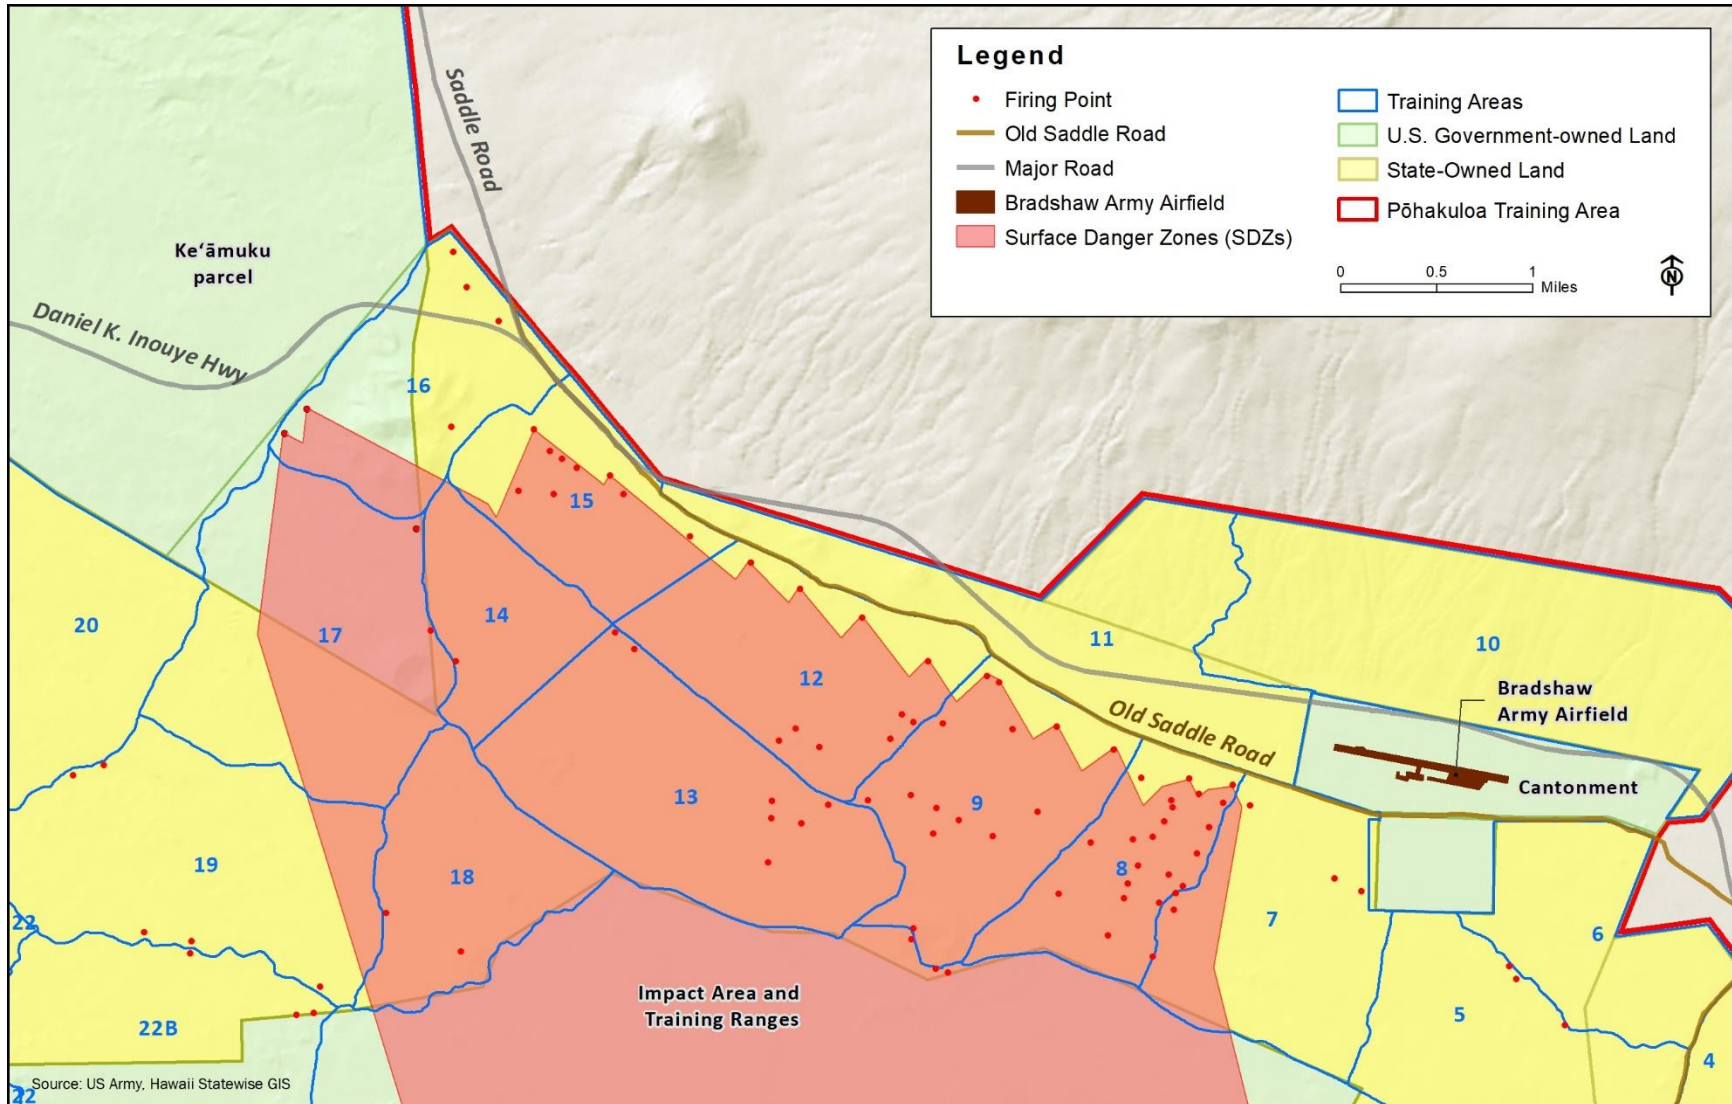 Legend
Firing Point
Old Saddle Road
Major Road
Bradshaw Army Airfield
Surface Danger Zones (SDZs)
Training Areas
U.S. Government-owned Land
State-Owned Land
Pōhakuloa Training Area
0 0.5 1
Miles
N
Saddle Road
Keʻāmuku
parcel
Daniel K. Inouye Hwy
16
15
20
17
14
12
11
10
Bradshaw
Army Airfield
Old Saddle Road
Cantonment
13
9
19
18
8
7
22
6
Impact Area and
Training Ranges
22B
5
4
Source: US Army, Hawaii Statewise GIS
22